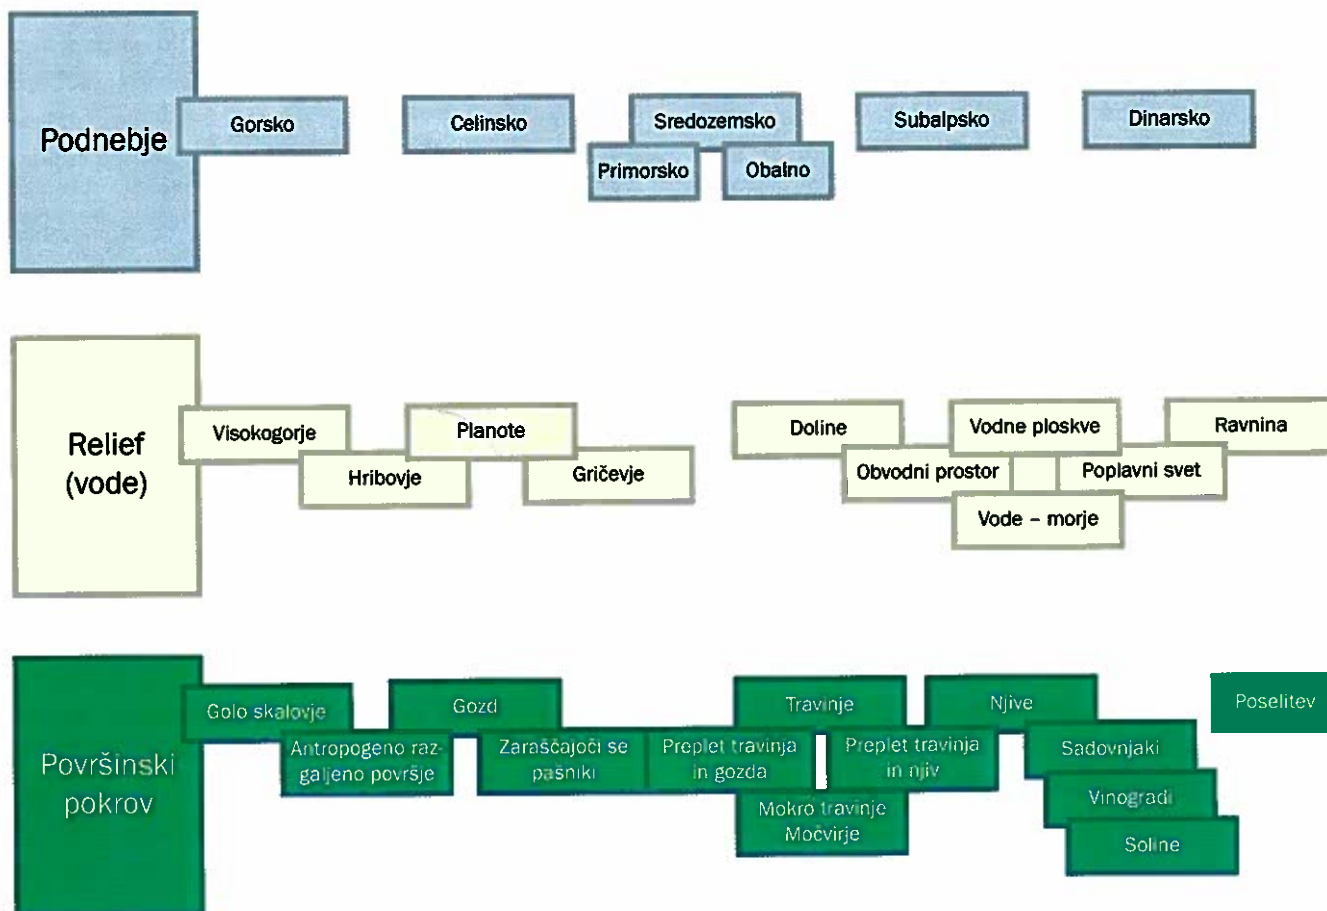 Podnebje
Gorsko
Celinsko
Sredozemsko
Primorsko
Obalno
Subalpsko
Dinarsko
Relief
(vode)
Visokogorje
Hribovje
Planote
Gričevje
Doline
Obvodni prostor
Vodne ploskve
Vode – morje
Poplavni svet
Ravnina
Površinski
pokrov
Golo skalovje
Antropogeno raz-
galjeno površje
Gozd
Zaraščajoči se
pašniki
Preplet travinja
in gozda
Travinje
Mokro travinje
Močvirje
Preplet travinja
in njiv
Njive
Sadovnjaki
Vinogradi
Soline
Poselitev